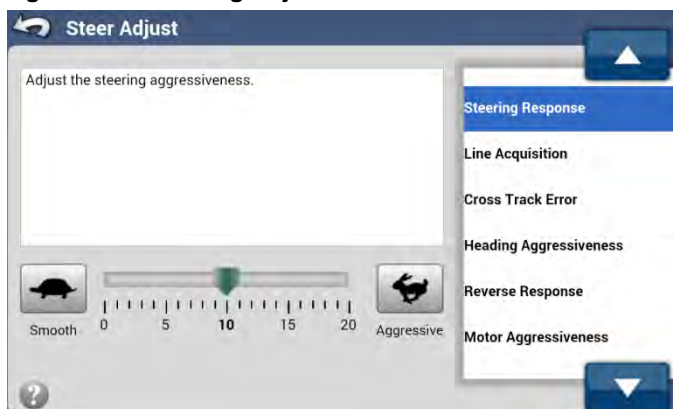 Steer Adjust
Adjust the steering aggressiveness.
Smooth
0 5 10 15 20
Aggressive
Steering Response
Line Acquisition
Cross Track Error
Heading Aggressiveness
Reverse Response
Motor Aggressiveness
?